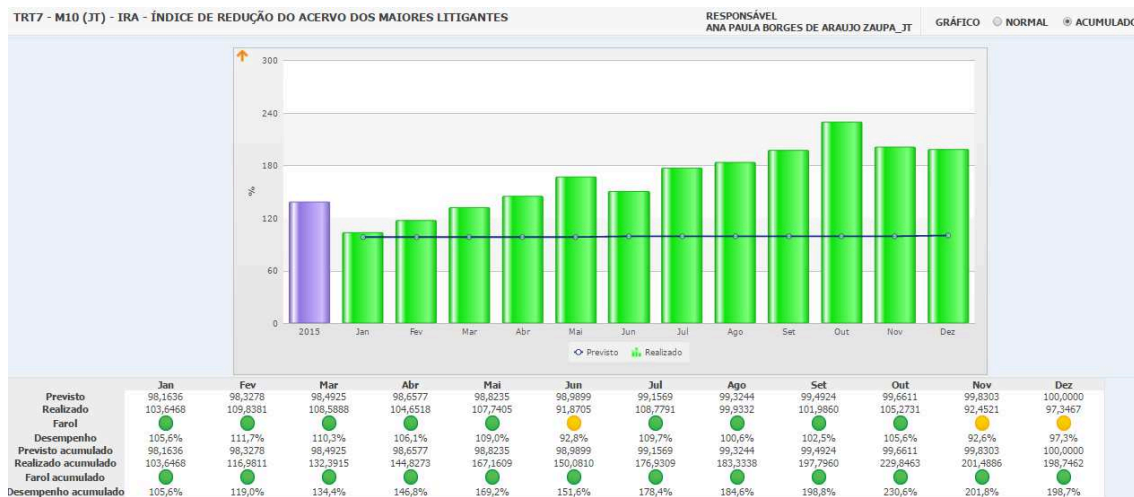 TRT7 - M10 (JT) - IRA - ÍNDICE DE REDUÇÃO DO ACERVO DOS MAIORES LITIGANTES
RESPONSÁVEL
ANA PAULA BORGES DE ARAUJO ZAUPA_JT
GRÁFICO NORMAL ACUMULADO
300
240
180
%
120
60
0
2015 Jan Fev Mar Abr Mai Jun Jul Ago Set Out Nov Dez
Previsto Realizado
Jan Fev Mar Abr Mai Jun Jul Ago Set Out Nov Dez
Previsto 98,1636 98,3278 98,4925 98,6577 98,8235 98,9899 99,1569 99,3244 99,4924 99,6611 99,8303 100,0000
Realizado 103,6468 109,8381 108,5888 104,6518 107,7405 91,8705 108,7791 99,9332 101,9860 105,2731 92,4521 97,3467
Farol
Desempenho 105,6% 111,7% 110,3% 106,1% 109,0% 92,8% 109,7% 100,6% 102,5% 105,6% 92,6% 97,3%
Previsto acumulado 98,1636 98,3278 98,4925 98,6577 98,8235 98,9899 99,1569 99,3244 99,4924 99,6611 99,8303 100,0000
Realizado acumulado 103,6468 116,9811 132,3915 144,8273 167,1609 150,0810 176,9309 183,3338 197,7960 229,8463 201,4886 198,7462
Farol acumulado
Desempenho acumulado 105,6% 119,0% 134,4% 146,8% 169,2% 151,6% 178,4% 184,6% 198,8% 230,6% 201,8% 198,7%